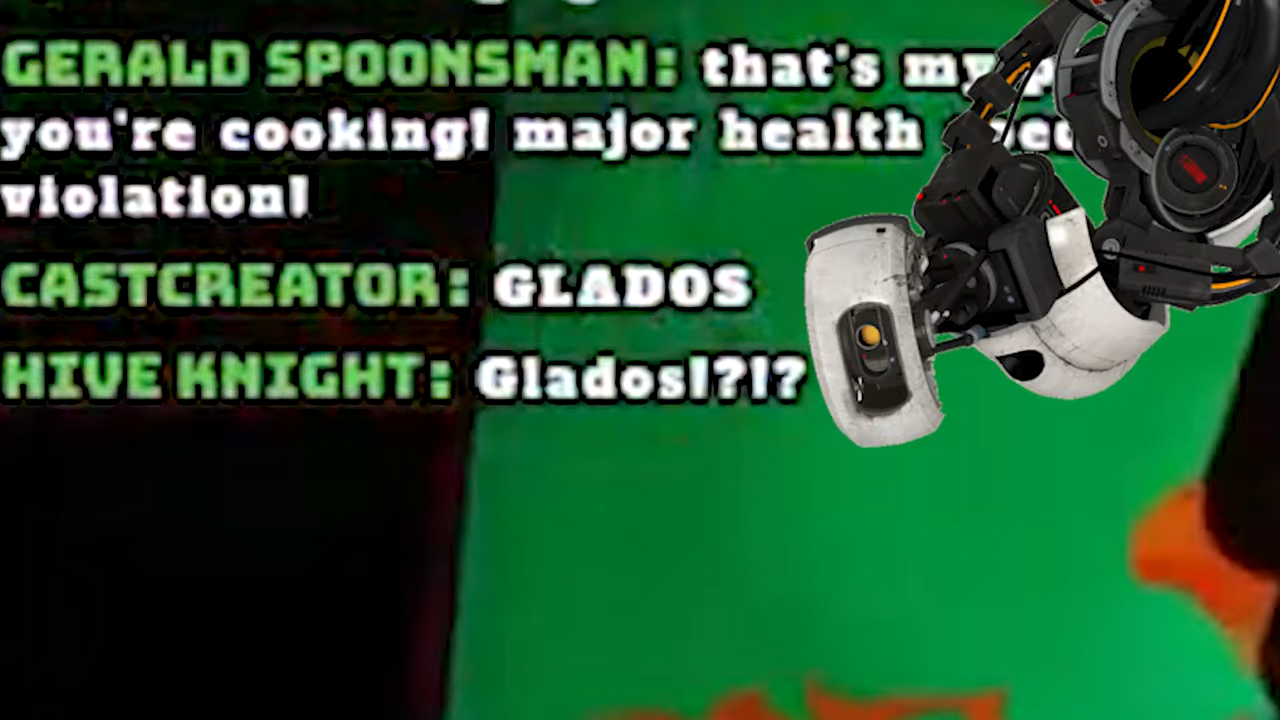 GERALD SPOONSMAN: that's my
you're cooking! major health
violation!
CASTCREATOR: GLADOS
HIVE KNIGHT: Glados!?!?